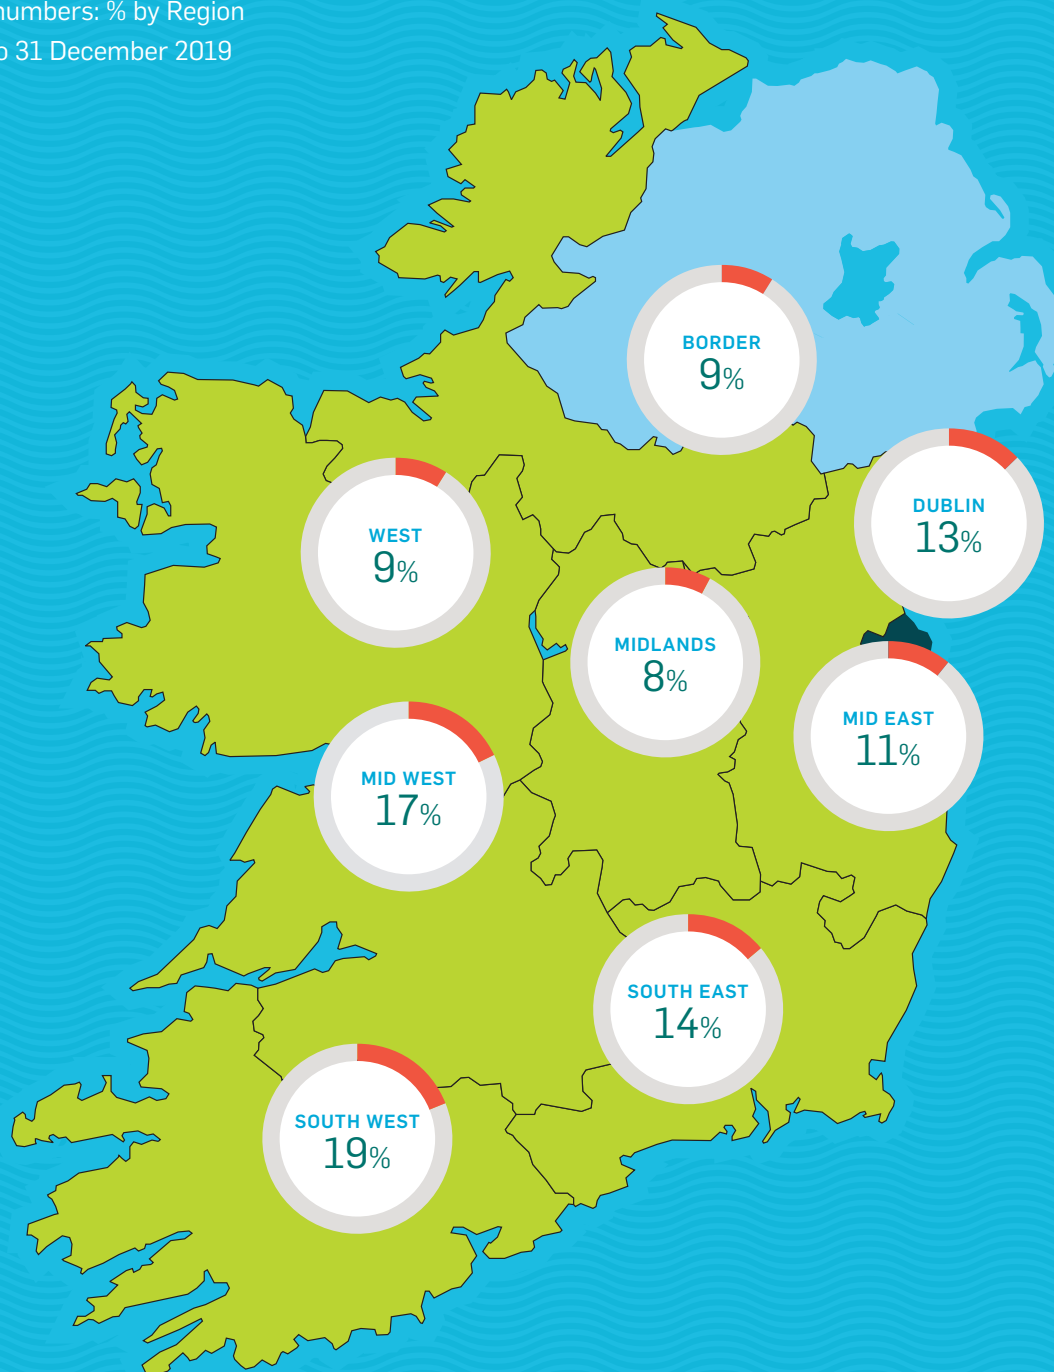 numbers: % by Region
31 December 2019
BORDER
9%
DUBLIN
13%
WEST
9%
MIDLANDS
8%
MID EAST
11%
MID WEST
17%
SOUTH EAST
14%
SOUTH WEST
19%